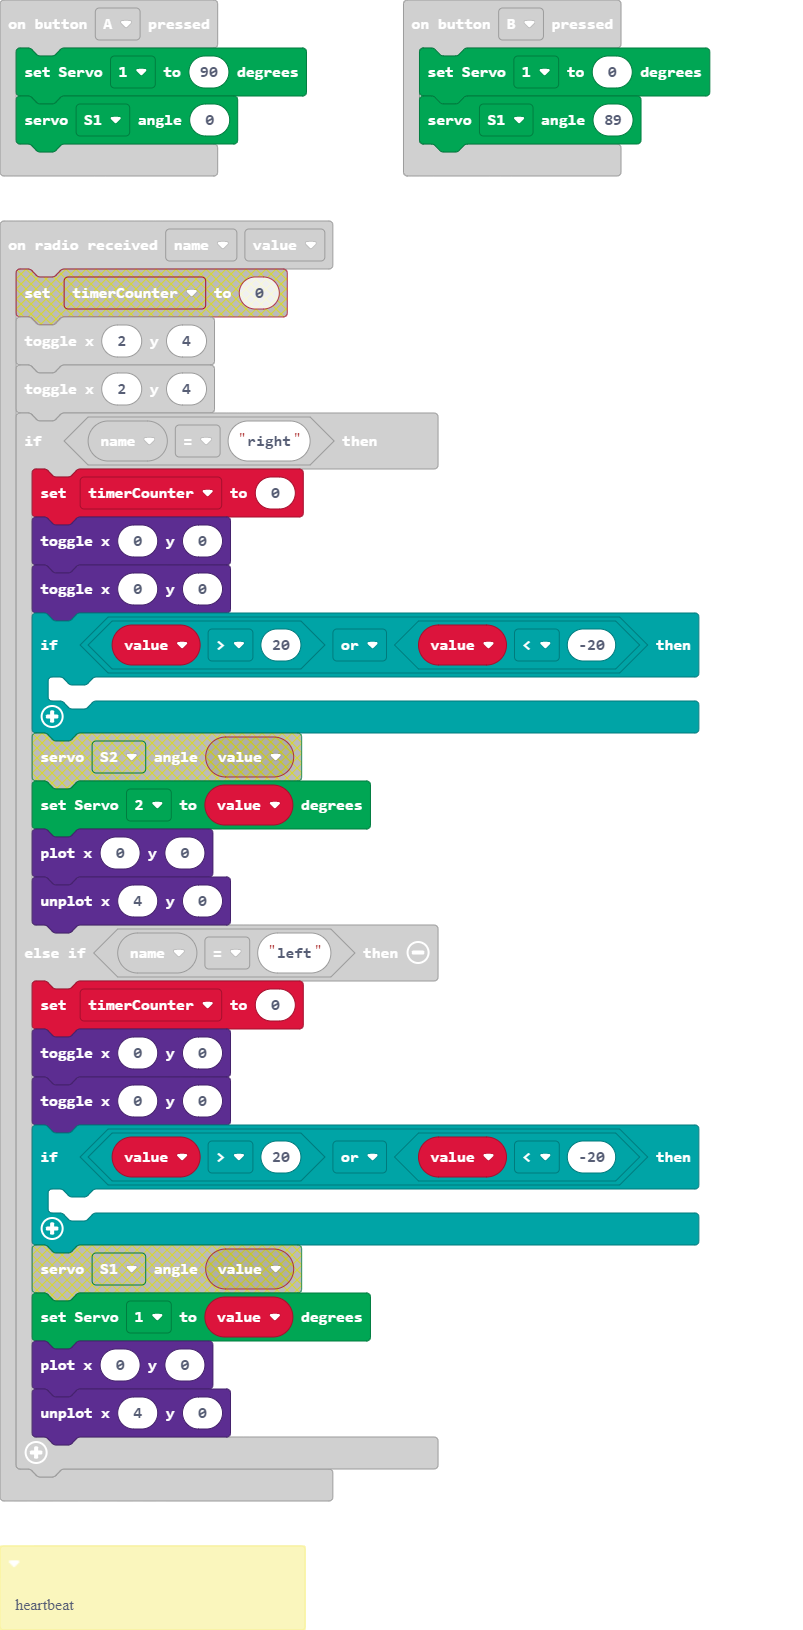 on button A pressed
set Servo 1 to 90 degrees
servo S1 angle 0
on button B pressed
set Servo 1 to 0 degrees
servo S1 angle 89
on radio received name value
set timerCounter to 0
toggle x 2 y 4
toggle x 2 y 4
if name = "right" then
set timerCounter to 0
toggle x 0 y 0
toggle x 0 y 0
if value > 20 or value < -20 then
servo S2 angle value
set Servo 2 to value degrees
plot x 0 y 0
unplot x 4 y 0
else if name = "left" then
set timerCounter to 0
toggle x 0 y 0
toggle x 0 y 0
if value > 20 or value < -20 then
servo S1 angle value
set Servo 1 to value degrees
plot x 0 y 0
unplot x 4 y 0
heartbeat